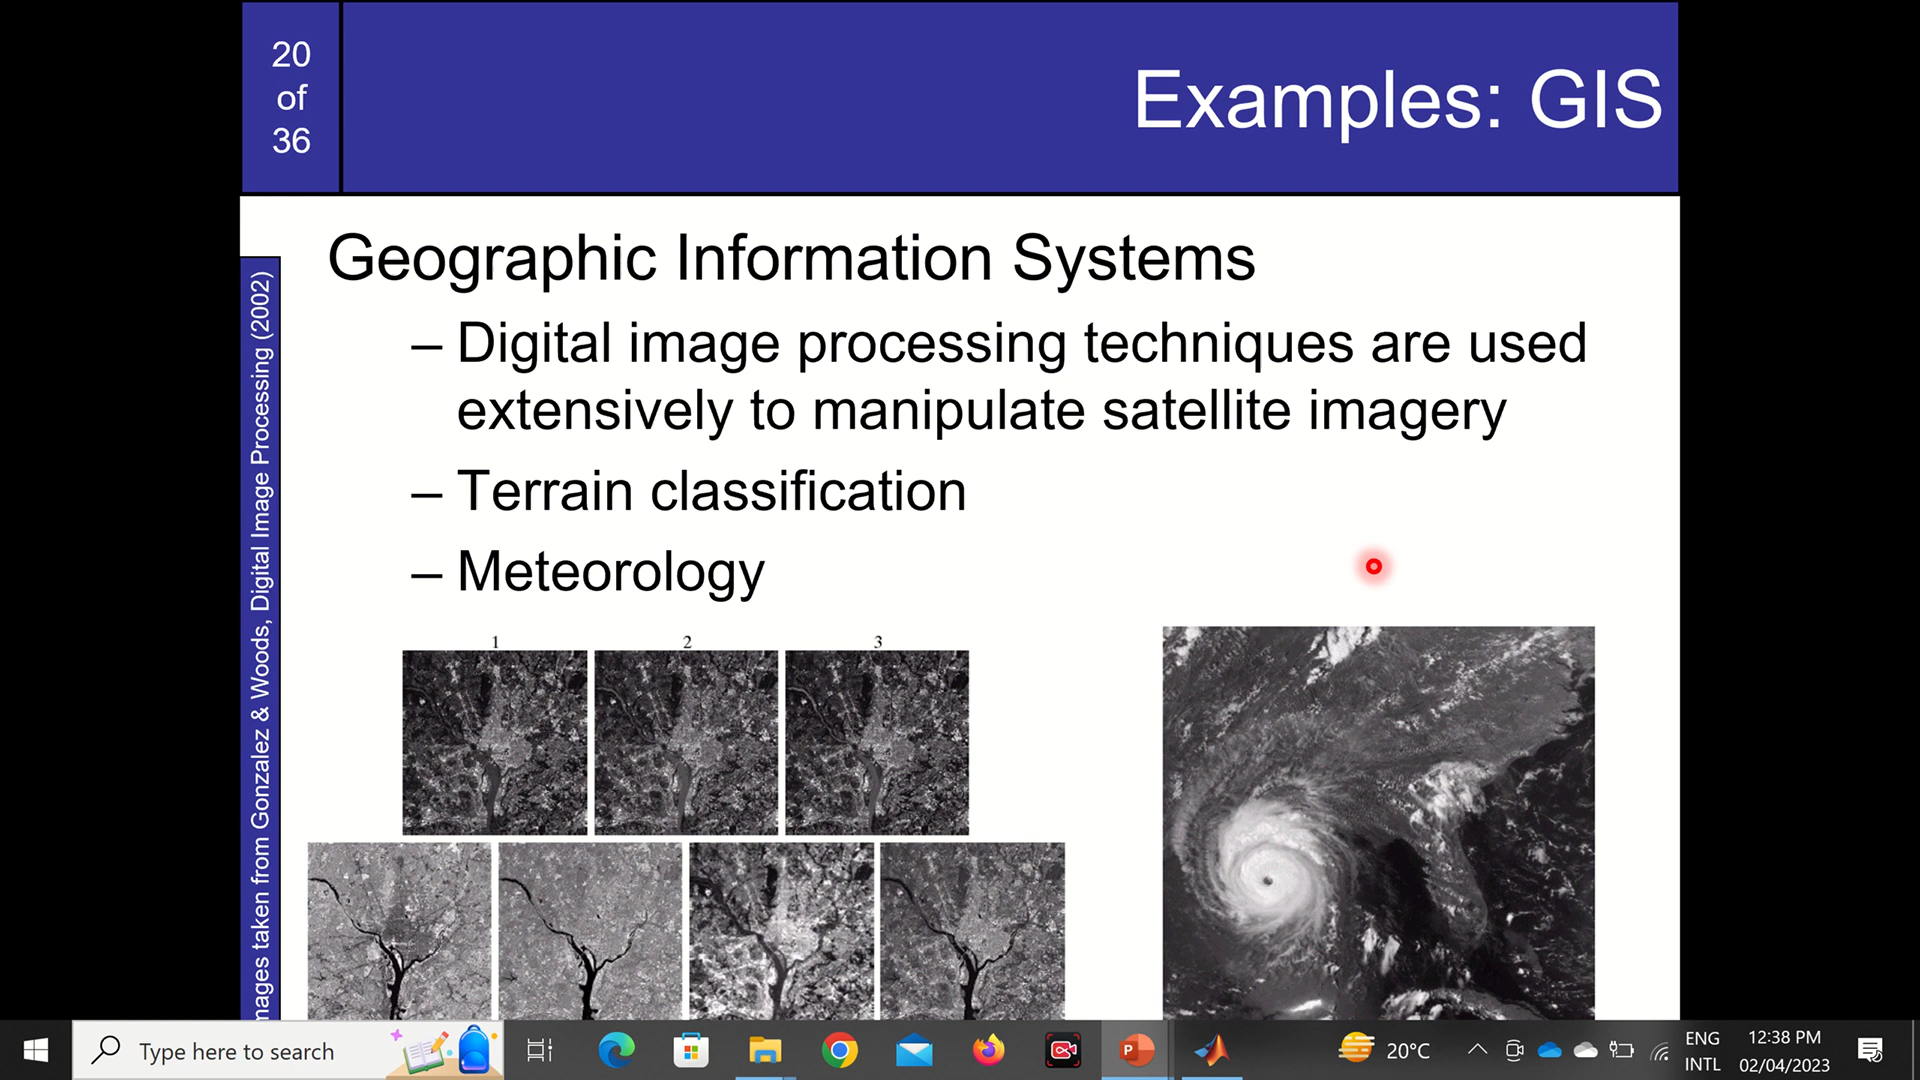 20
of
36
Examples: GIS
Geographic Information Systems
– Digital image processing techniques are used
extensively to manipulate satellite imagery
– Terrain classification
– Meteorology
mages taken from Gonzalez & Woods, Digital Image Processing (2002)
1 2 3
Type here to search
P
20°C
ENG
INTL
12:38 PM
02/04/2023